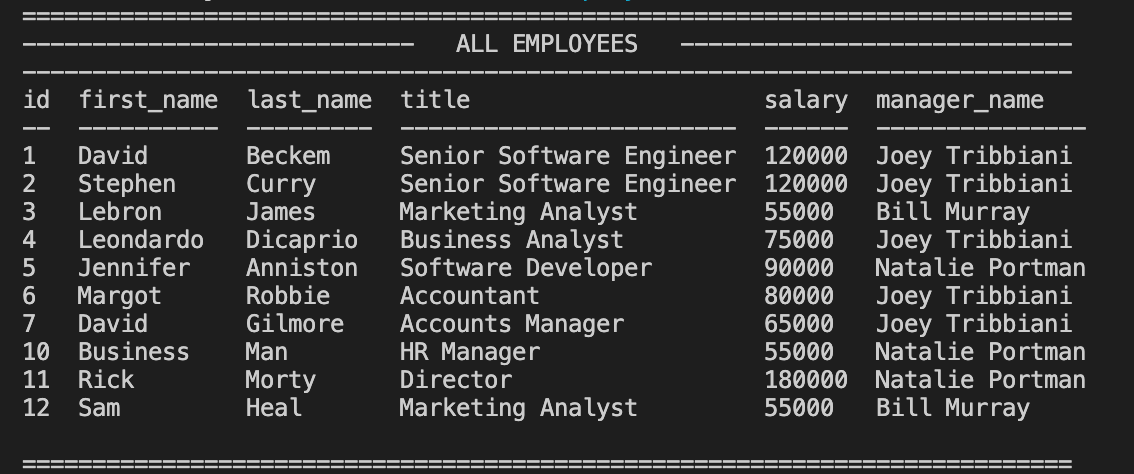 ===========================================================================
----------------------------   ALL EMPLOYEES   ----------------------------
---------------------------------------------------------------------------
id  first_name  last_name  title                     salary  manager_name
--  ----------  ---------  ------------------------  ------  ---------------
1   David       Beckem     Senior Software Engineer  120000  Joey Tribbiani
2   Stephen     Curry      Senior Software Engineer  120000  Joey Tribbiani
3   Lebron      James      Marketing Analyst         55000   Bill Murray
4   Leondardo   Dicaprio   Business Analyst          75000   Joey Tribbiani
5   Jennifer    Anniston   Software Developer        90000   Natalie Portman
6   Margot      Robbie     Accountant                80000   Joey Tribbiani
7   David       Gilmore    Accounts Manager          65000   Joey Tribbiani
10  Business    Man        HR Manager                55000   Natalie Portman
11  Rick        Morty      Director                  180000  Natalie Portman
12  Sam         Heal       Marketing Analyst         55000   Bill Murray
===========================================================================